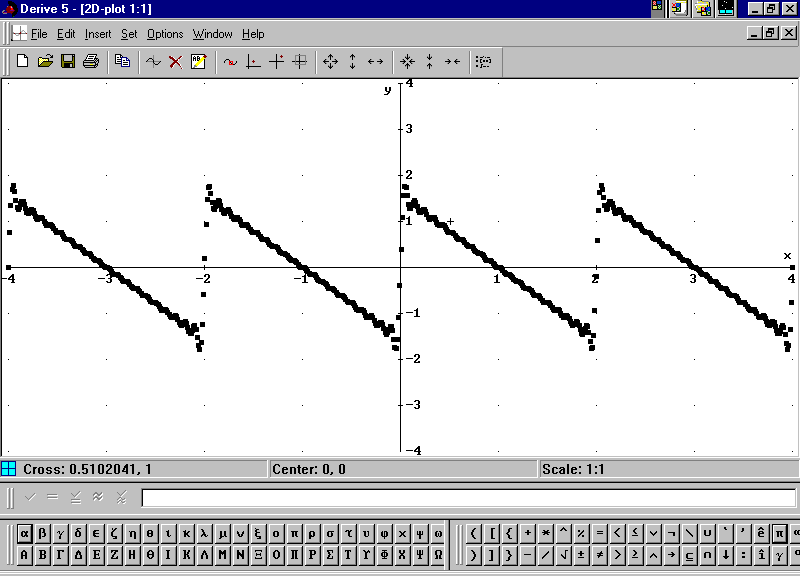 Derive 5 - [2D-plot 1:1]
File Edit Insert Set Options Window Help
y 4
3
2
1
x
-4 -3 -2 -1 1 2 3 4
-1
-2
-3
-4
Cross: 0.5102041, 1 Center: 0, 0 Scale: 1:1
α β γ δ ε ζ η θ ι κ λ μ ν ξ ο π ρ σ τ υ φ χ ψ ω ( [ { + * ^ % = < ≤ ∨ ¬ \ ∪ ` ' ê π ∞
Α Β Γ Δ Ε Ζ Η Θ Ι Κ Λ Μ Ν Ξ Ο Π Ρ Σ Τ Υ Φ Χ Ψ Ω ) ] } - / √ ± ≠ > ≥ ∧ → ⊆ ∩ ↓ : î γ °